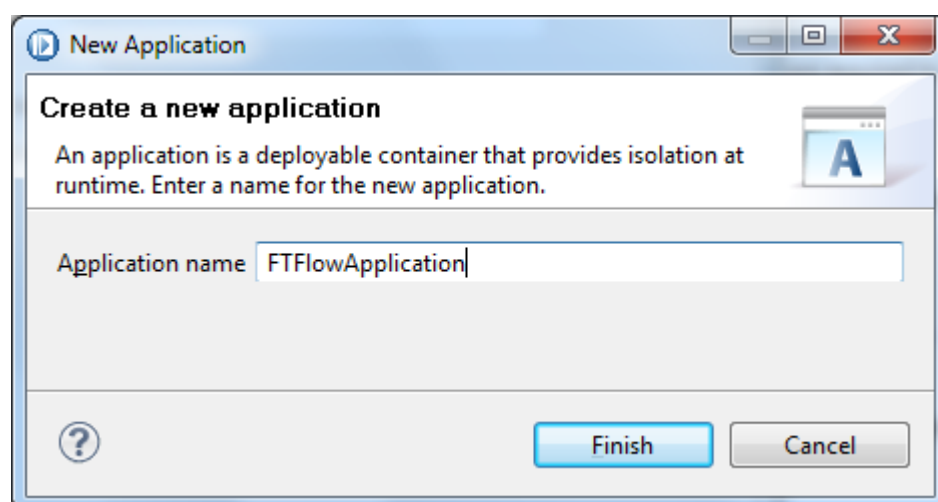 New Application
Create a new application
An application is a deployable container that provides isolation at
runtime. Enter a name for the new application.
A
Application name FTFlowApplication
?
Finish Cancel